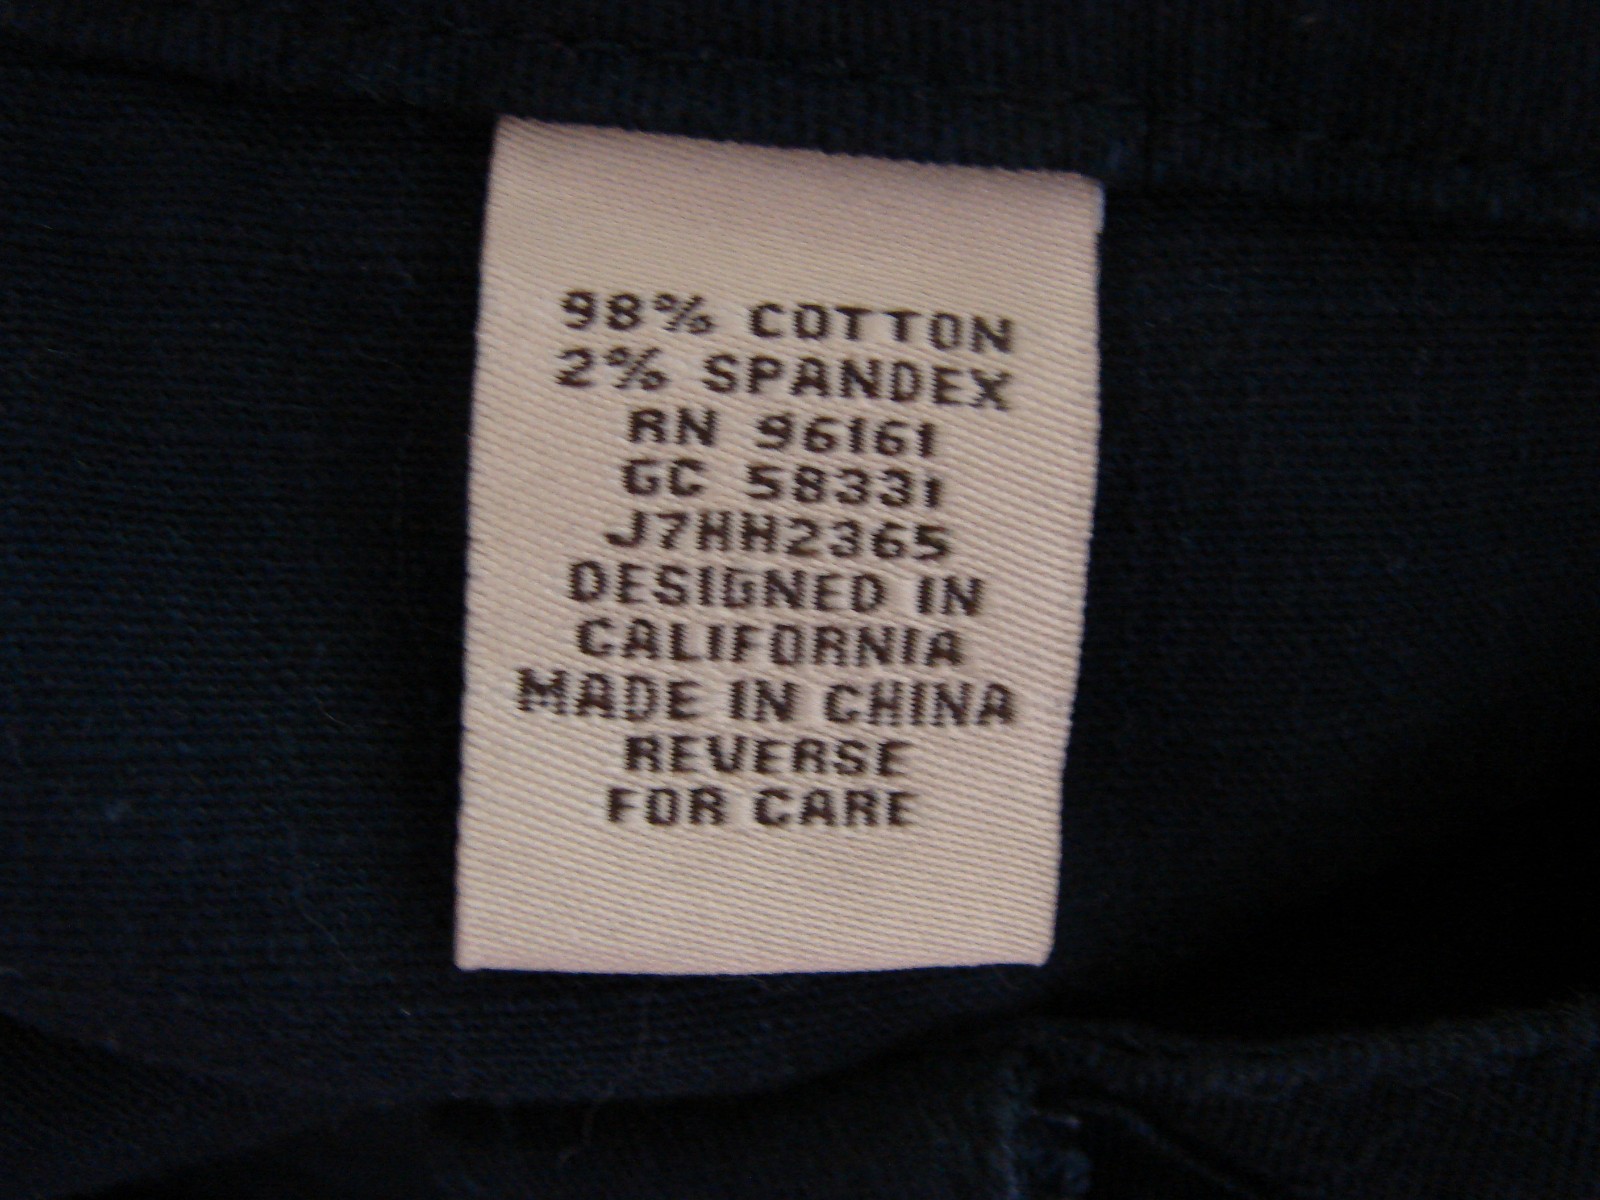 98% COTTON
2% SPANDEX
RN 96161
GC 58331
J7HH2365
DESIGNED IN
CALIFORNIA
MADE IN CHINA
REVERSE
FOR CARE